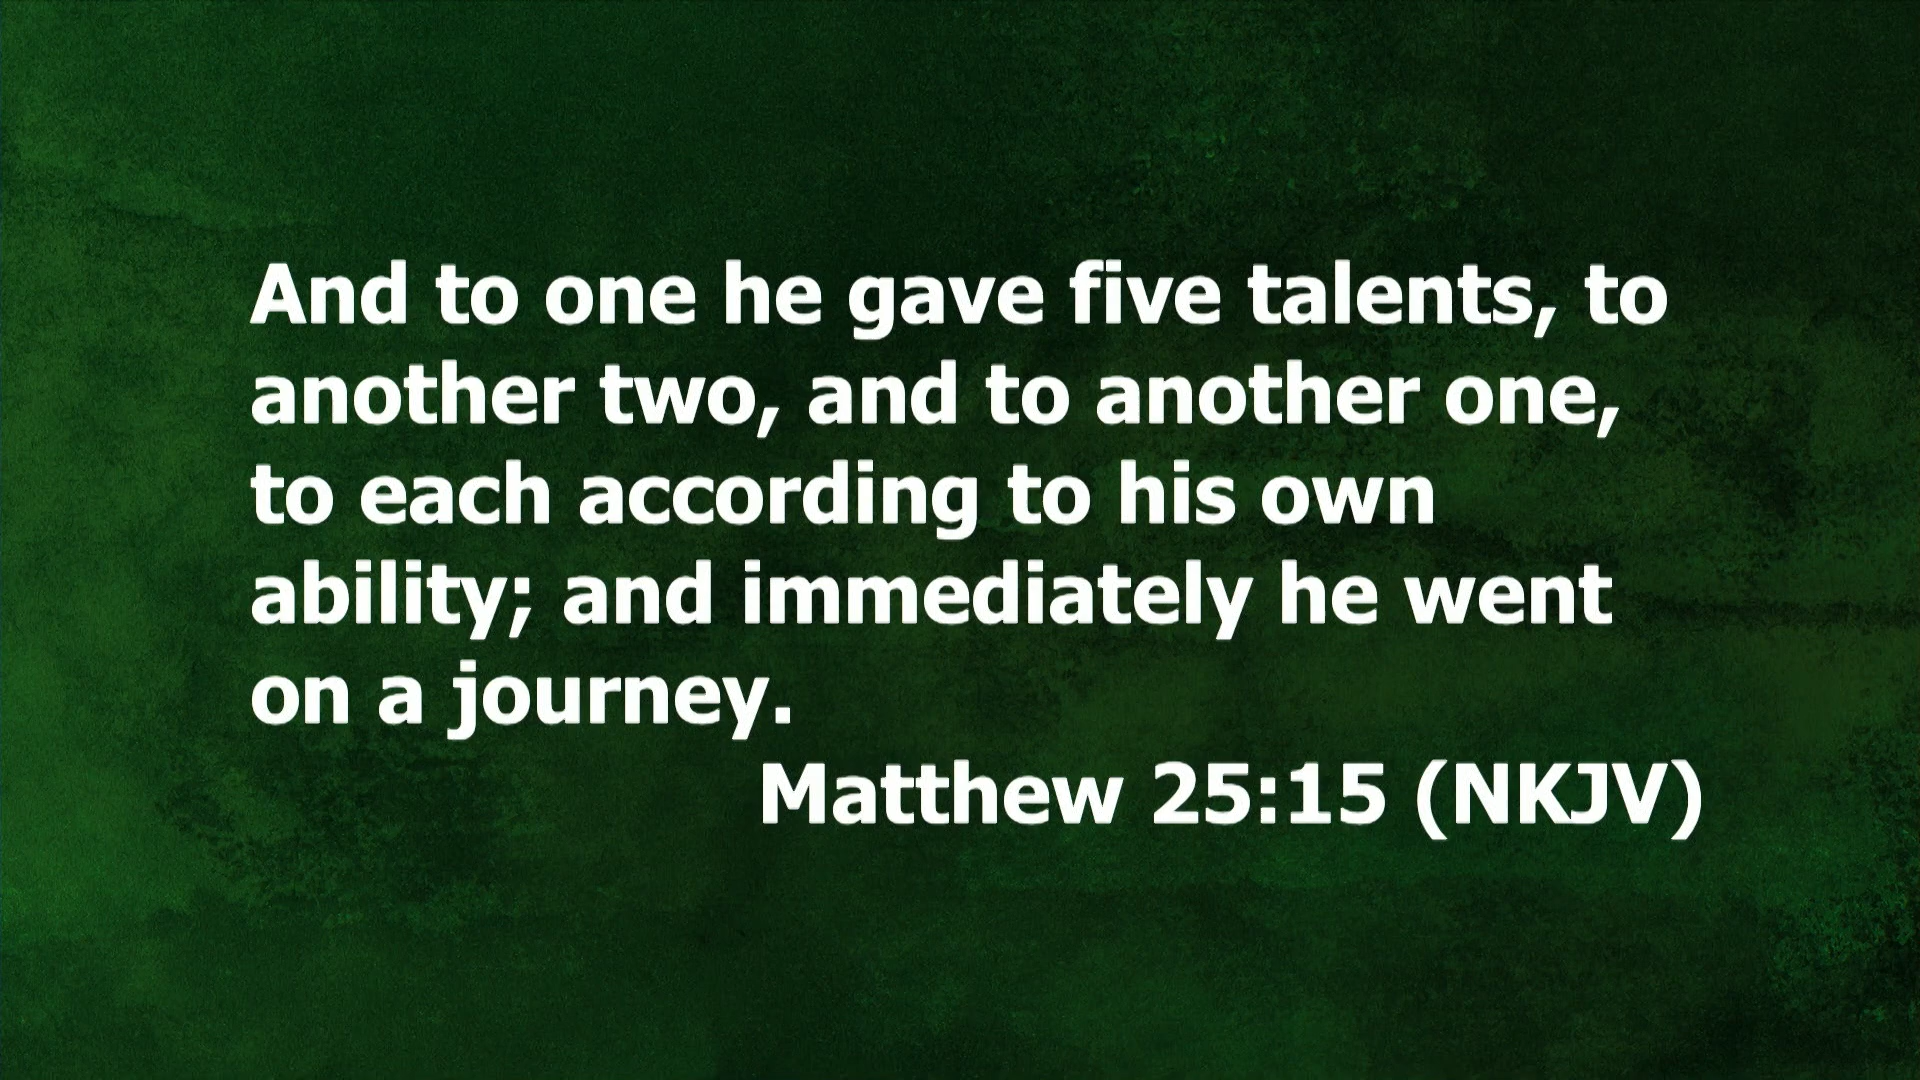 And to one he gave five talents, to
another two, and to another one,
to each according to his own
ability; and immediately he went
on a journey.
Matthew 25:15 (NKJV)